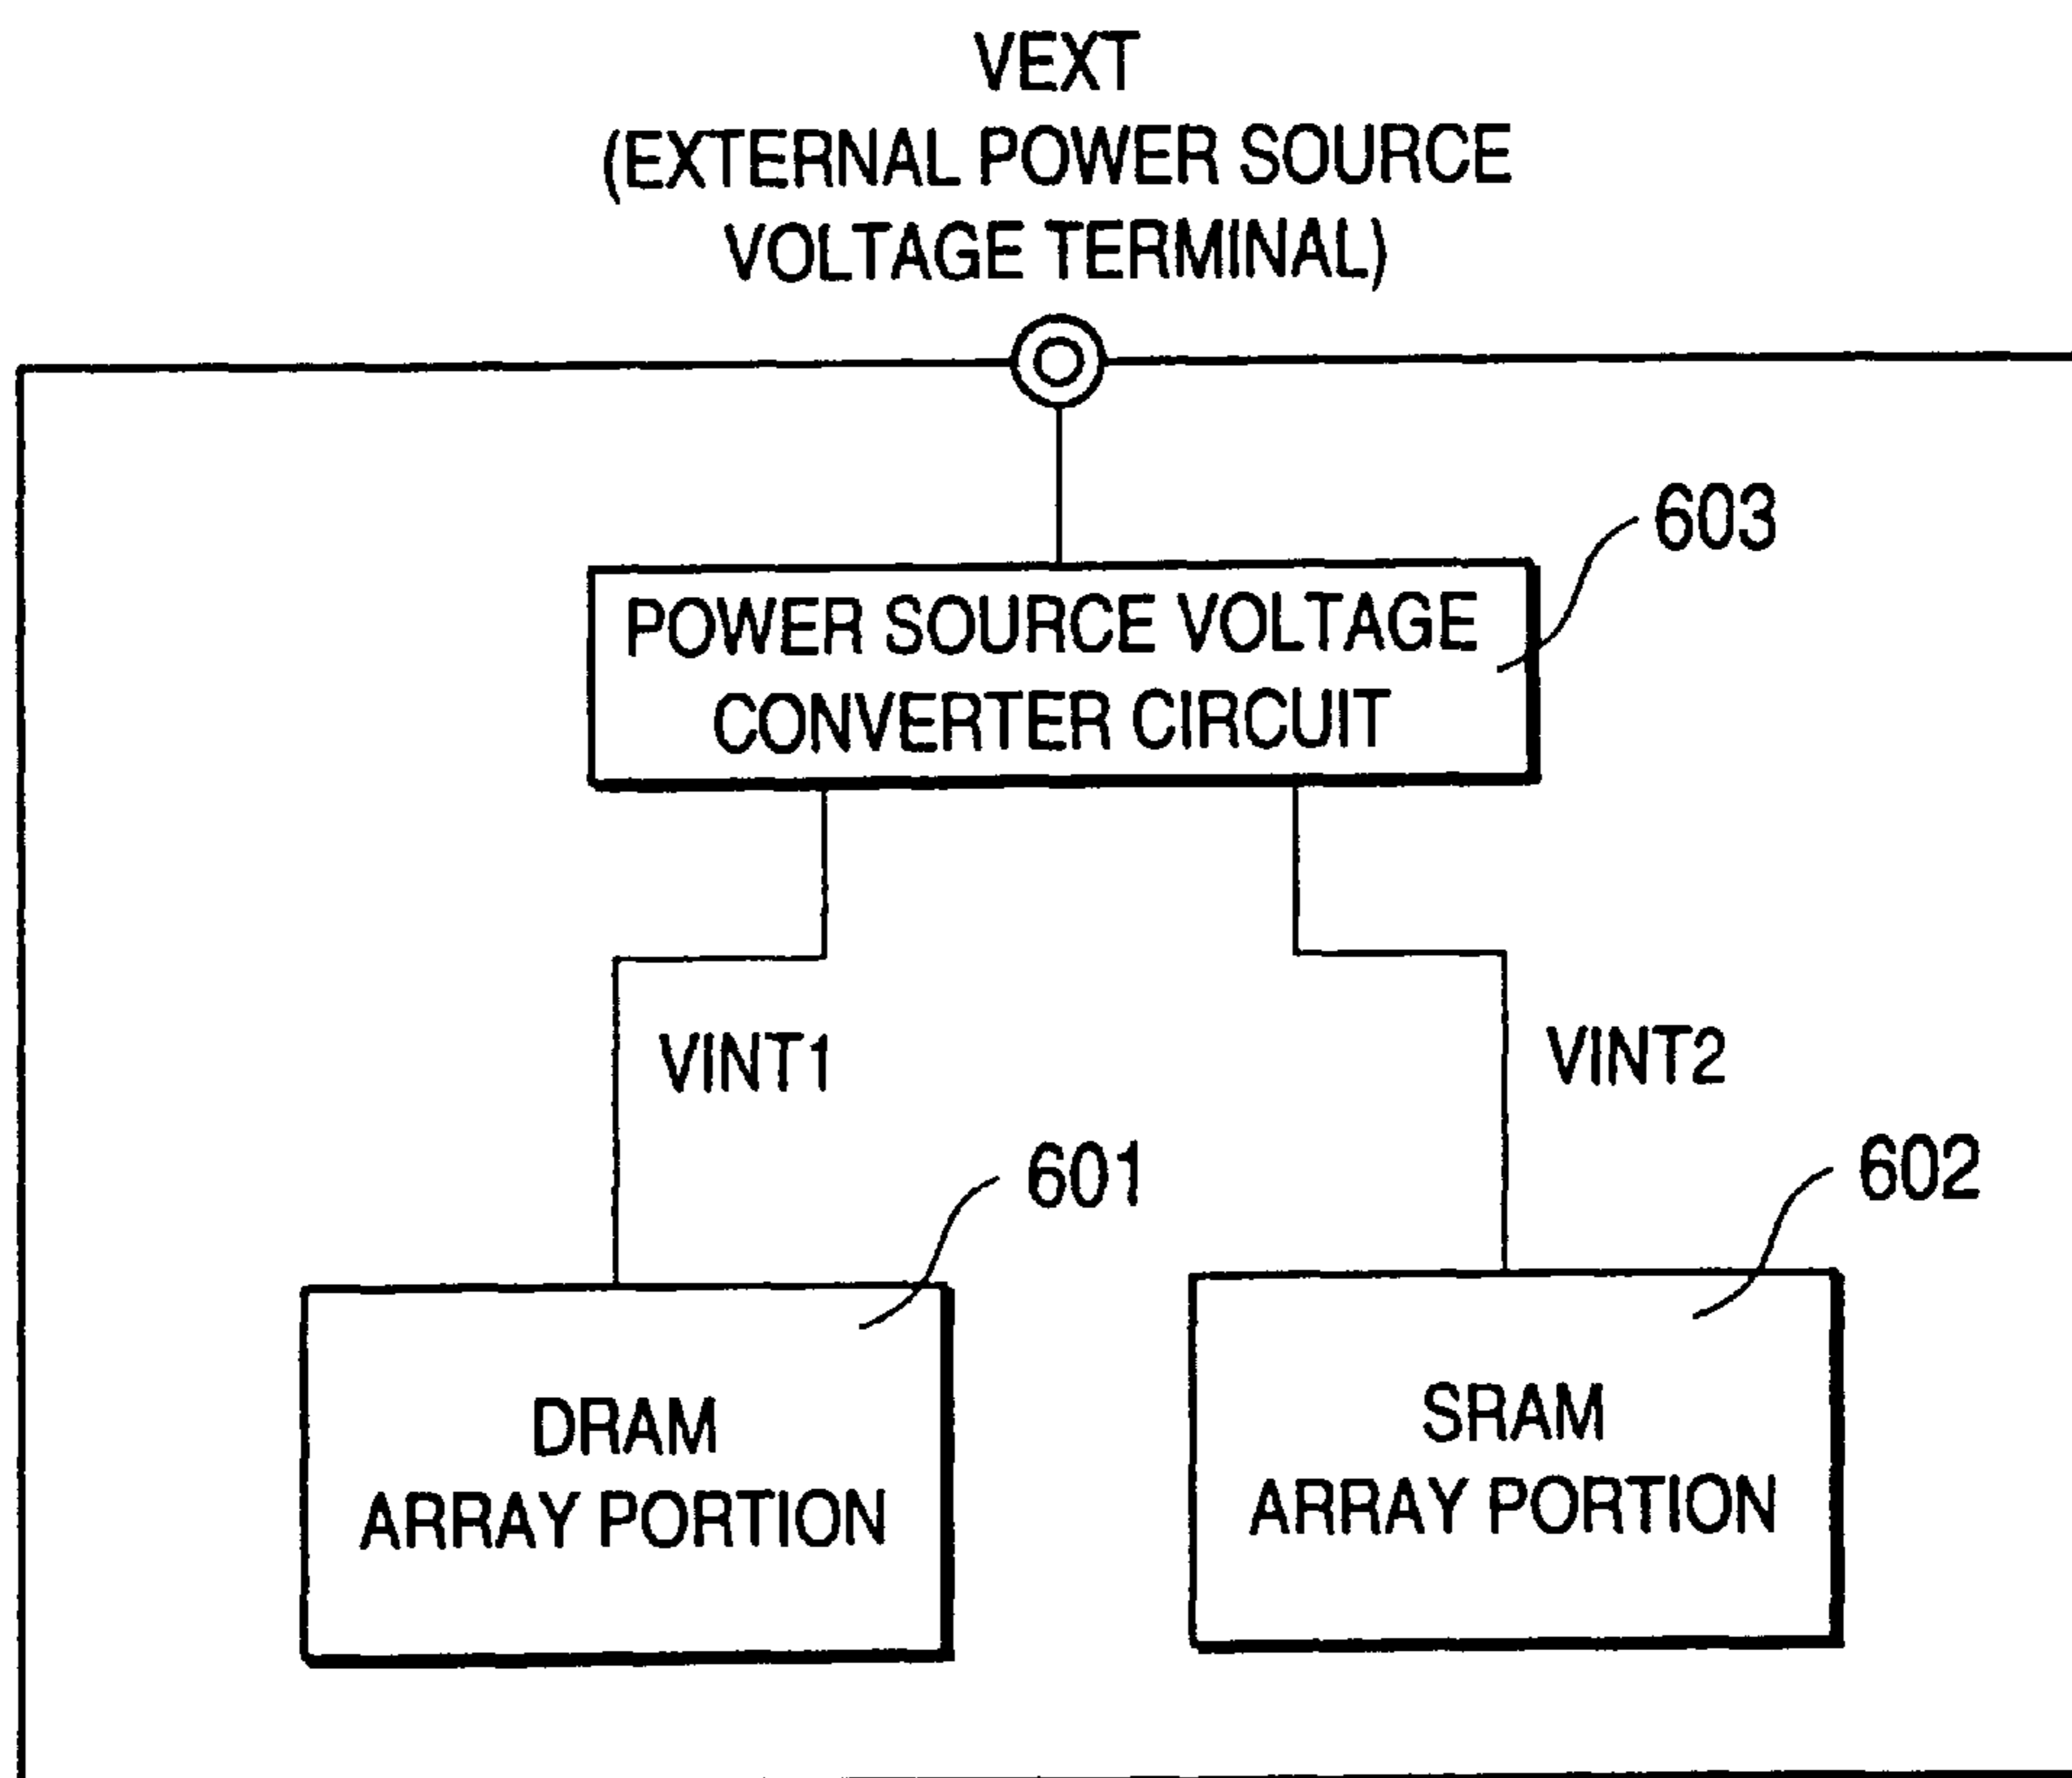 VEXT
(EXTERNAL POWER SOURCE
VOLTAGE TERMINAL)
603
POWER SOURCE VOLTAGE
CONVERTER CIRCUIT
VINT1
VINT2
601
602
DRAM
ARRAY PORTION
SRAM
ARRAY PORTION